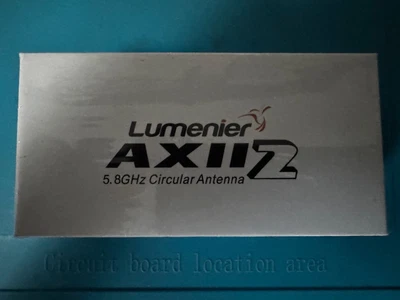 Lumenier
AXII2
5.8GHz Circular Antenna
Circuit board location area